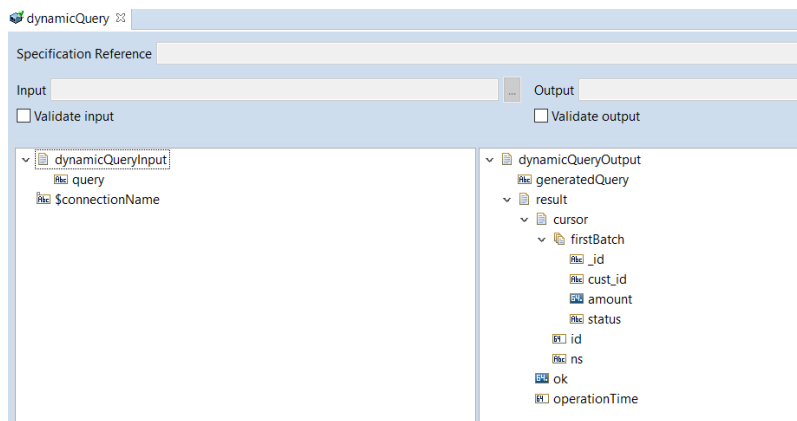 dynamicQuery
Specification Reference
Input ... Output
Validate input Validate output
dynamicQueryInput
query
$connectionName
dynamicQueryOutput
generatedQuery
result
cursor
firstBatch
_id
cust_id
amount
status
id
ns
ok
operationTime